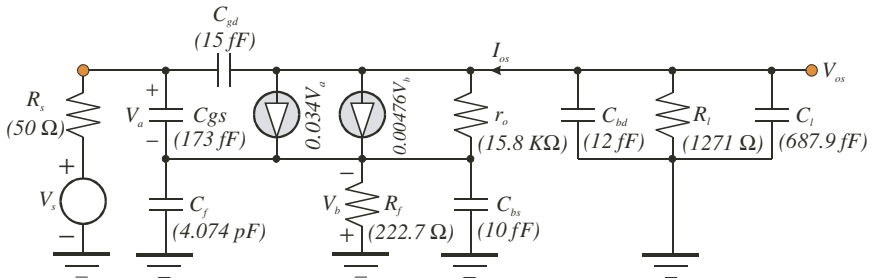 C_gd
(15 fF)
I_os
V_os
R_s
(50 Ω)
+
V_a
−
Cgs
(173 fF)
0.034V_a
0.00476V_b
r_o
(15.8 KΩ)
C_bd
(12 fF)
R_l
(1271 Ω)
C_l
(687.9 fF)
+
V_s
−
C_f
(4.074 pF)
−
V_b
+
R_f
(222.7 Ω)
C_bs
(10 fF)